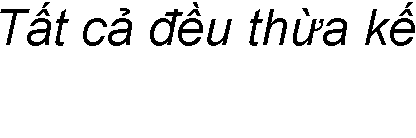 Tất cả đều thừa kế